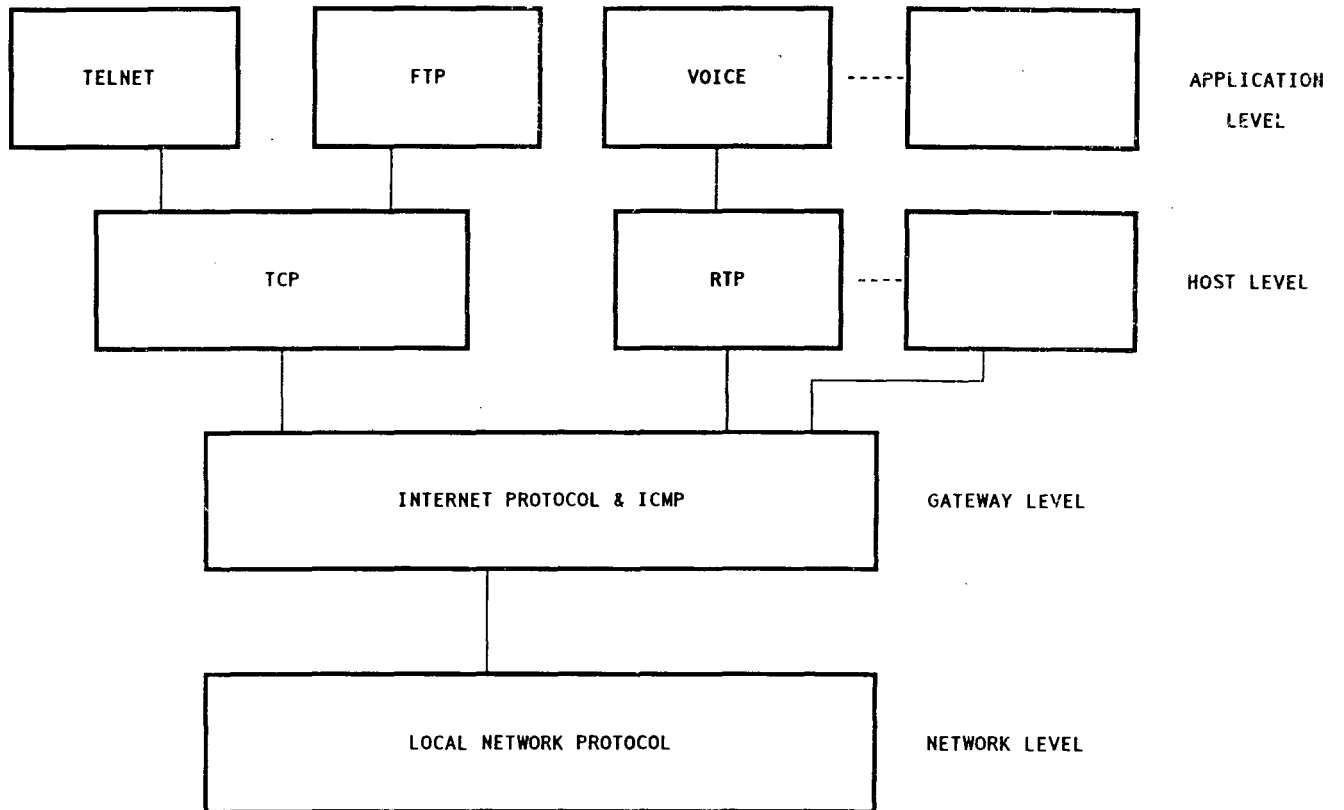 TELNET
FTP
VOICE
APPLICATION
LEVEL
TCP
RTP
HOST LEVEL
INTERNET PROTOCOL & ICMP
GATEWAY LEVEL
LOCAL NETWORK PROTOCOL
NETWORK LEVEL